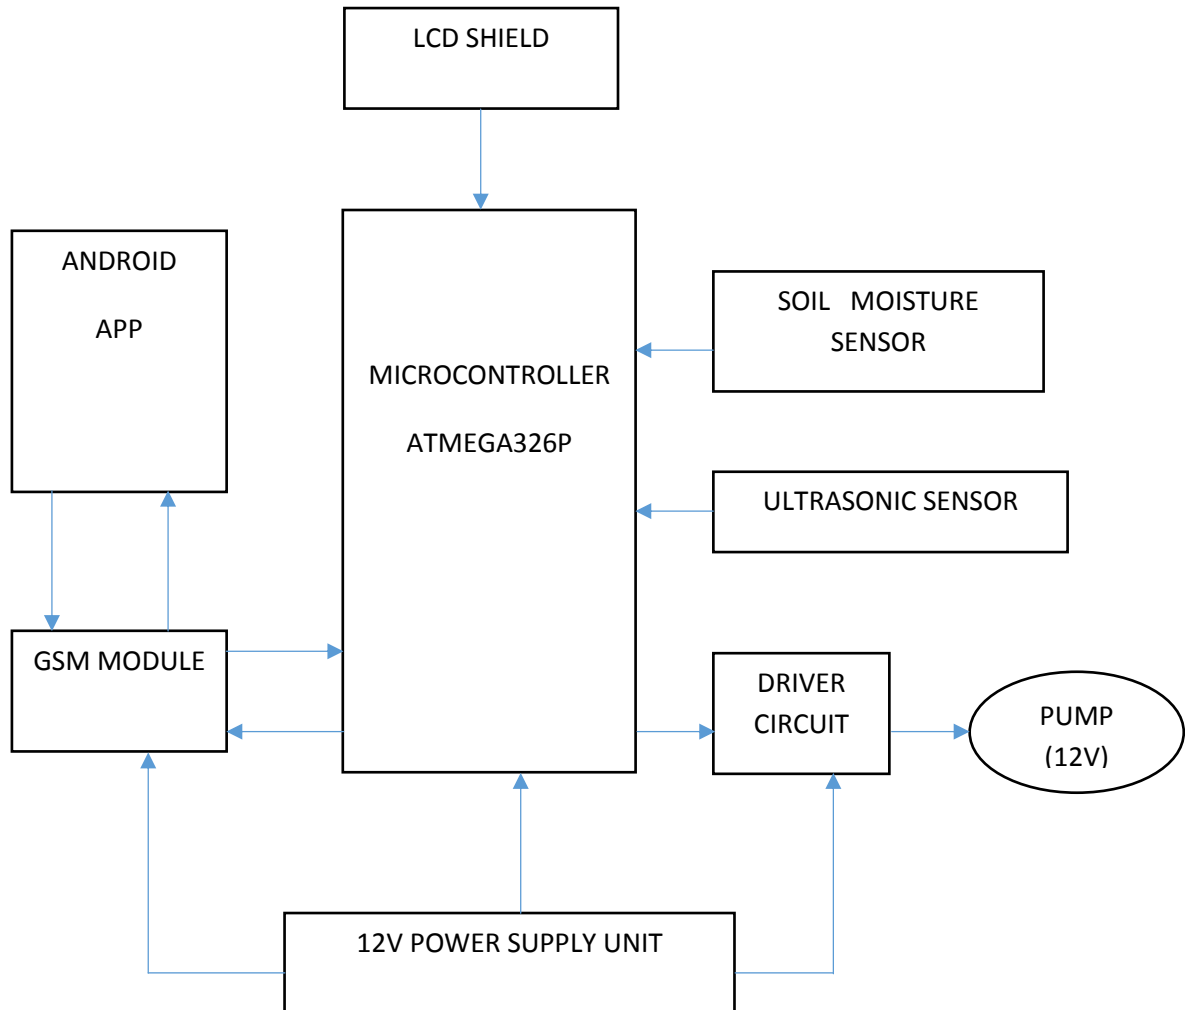 LCD SHIELD
ANDROID
APP
MICROCONTROLLER
ATMEGA326P
SOIL MOISTURE
SENSOR
ULTRASONIC SENSOR
GSM MODULE
DRIVER
CIRCUIT
PUMP
(12V)
12V POWER SUPPLY UNIT